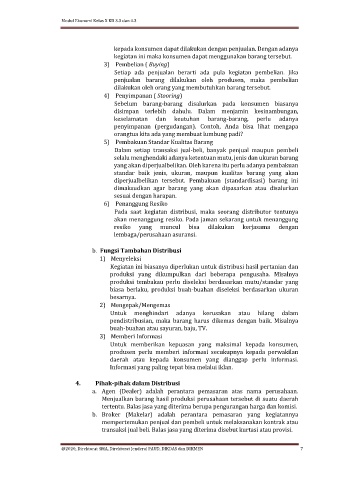 Modul Ekonomi Kelas X KD 3.3 dan 4.3
kepada konsumen dapat dilakukan dengan penjualan. Dengan adanya
kegiatan ini maka konsumen dapat menggunakan barang tersebut.
3) Pembelian ( Buying)
Setiap ada penjualan berarti ada pula kegiatan pembelian. Jika
penjualan barang dilakukan oleh produsen, maka pembelian
dilakukan oleh orang yang membutuhkan barang tersebut.
4) Penyimpanan ( Stooring)
Sebelum barang-barang disalurkan pada konsumen biasanya
disimpan terlebih dahulu. Dalam menjamin kesinambungan,
keselamatan dan keutuhan barang-barang, perlu adanya
penyimpanan (pergudangan). Contoh, Anda bisa lihat mengapa
orangtua kita ada yang membuat lumbung padi?
5) Pembakuan Standar Kualitas Barang
Dalam setiap transaksi jual-beli, banyak penjual maupun pembeli
selalu menghendaki adanya ketentuan mutu, jenis dan ukuran barang
yang akan diperjualbelikan. Oleh karena itu perlu adanya pembakuan
standar baik jenis, ukuran, maupun kualitas barang yang akan
diperjualbelikan tersebut. Pembakuan (standardisasi) barang ini
dimaksudkan agar barang yang akan dipasarkan atau disalurkan
sesuai dengan harapan.
6) Penanggung Resiko
Pada saat kegiatan distribusi, maka seorang distributor tentunya
akan menanggung resiko. Pada jaman sekarang untuk menanggung
resiko yang muncul bisa dilakukan kerjasama dengan
lembaga/perusahaan asuransi.
b. Fungsi Tambahan Distribusi
1) Menyeleksi
Kegiatan ini biasanya diperlukan untuk distribusi hasil pertanian dan
produksi yang dikumpulkan dari beberapa pengusaha. Misalnya
produksi tembakau perlu diseleksi berdasarkan mutu/standar yang
biasa berlaku, produksi buah-buahan diseleksi berdasarkan ukuran
besarnya.
2) Mengepak/Mengemas
Untuk menghindari adanya kerusakan atau hilang dalam
pendistribusian, maka barang harus dikemas dengan baik. Misalnya
buah-buahan atau sayuran, baju, TV.
3) Memberi Informasi
Untuk memberikan kepuasan yang maksimal kepada konsumen,
produsen perlu memberi informasi secukupnya kepada perwakilan
daerah atau kepada konsumen yang dianggap perlu informasi.
Informasi yang paling tepat bisa melalui iklan.
4. Pihak-pihak dalam Distribusi
a. Agen (Dealer) adalah perantara pemasaran atas nama perusahaan.
Menjualkan barang hasil produksi perusahaan tersebut di suatu daerah
tertentu. Balas jasa yang diterima berupa pengurangan harga dan komisi.
b. Broker (Makelar) adalah perantara pemasaran yang kegiatannya
mempertemukan penjual dan pembeli untuk melaksanakan kontrak atau
transaksi jual beli. Balas jasa yang diterima disebut kurtasi atau provisi.
@2020, Direktorat SMA, Direktorat Jenderal PAUD, DIKDAS dan DIKMEN 7